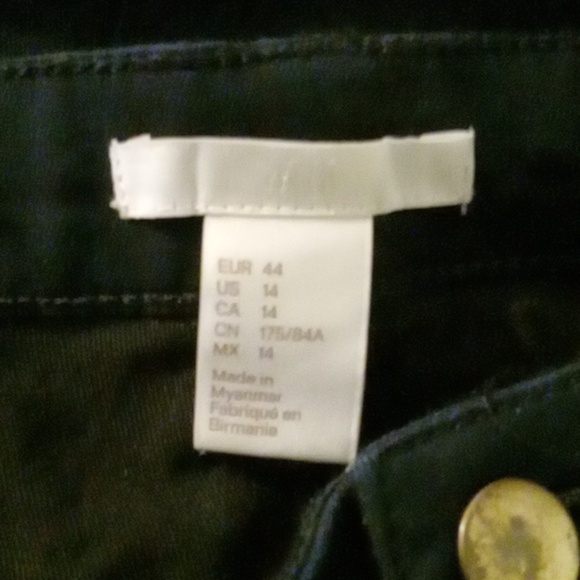 EUR 44
US 14
CA 14
CN 175/84A
MX 14
Made in
Myanmar
Fabriqué en
Birmanie